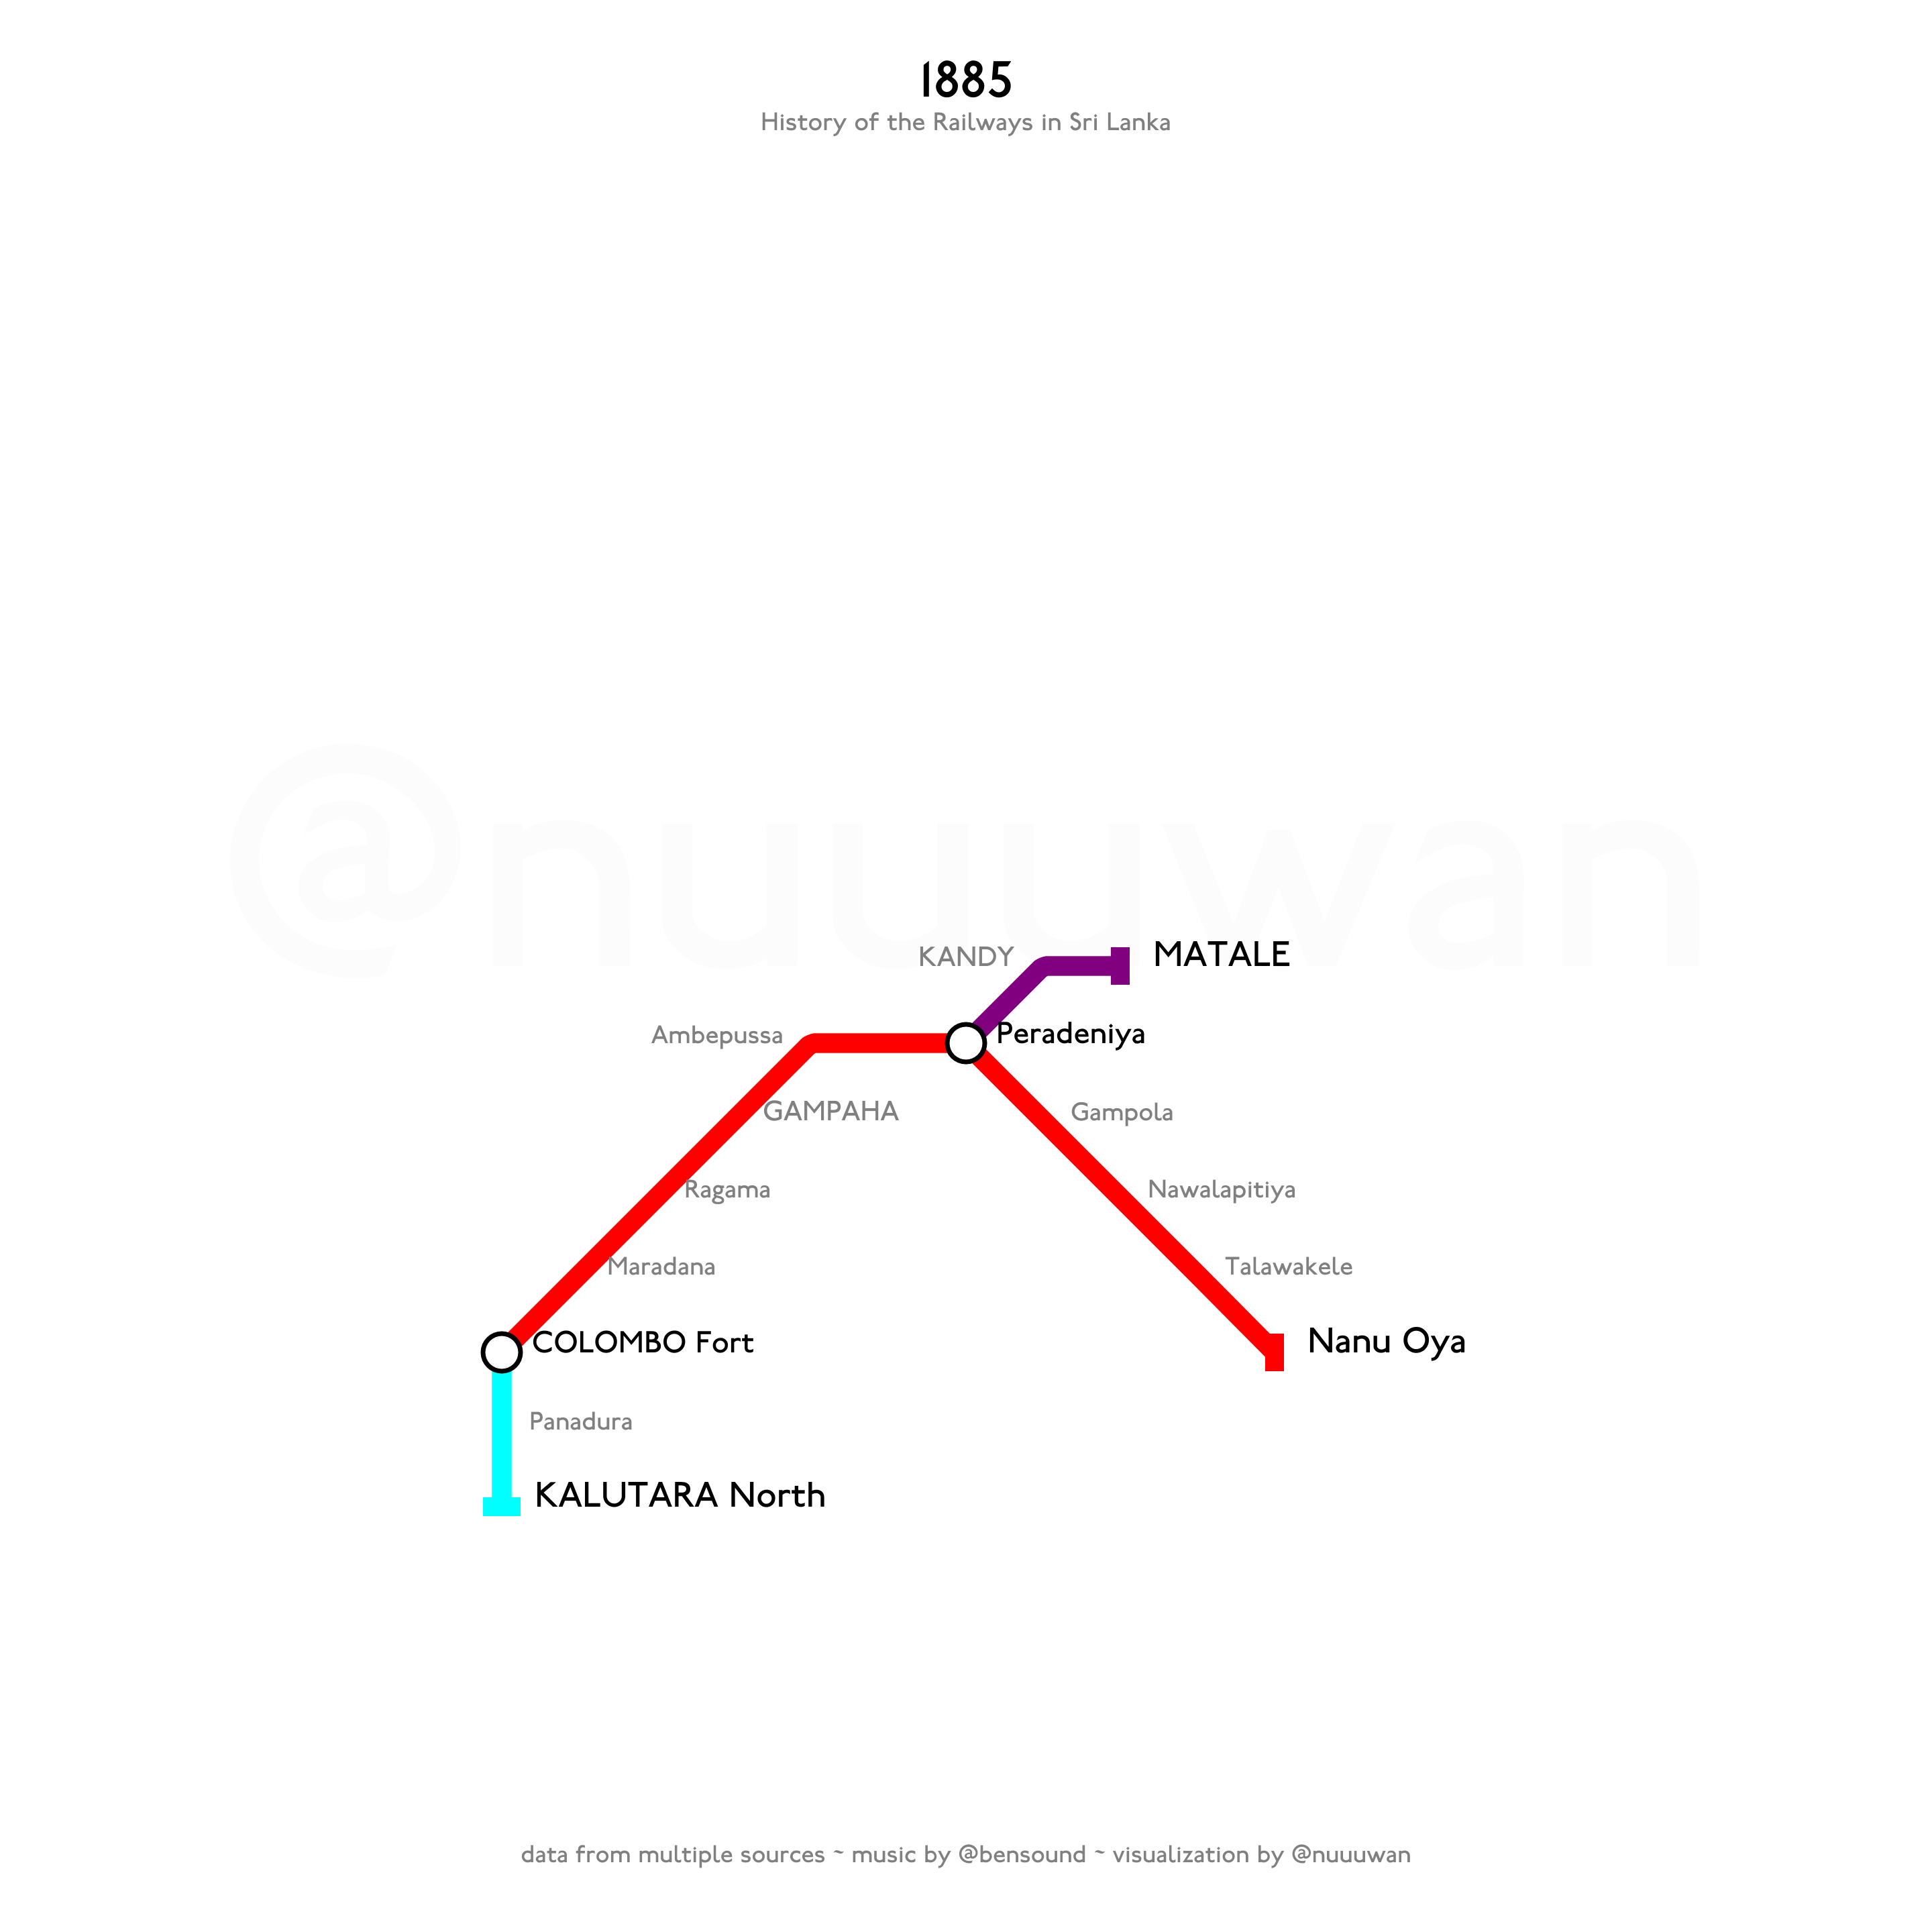 1885
History of the Railways in Sri Lanka
@nuuuwan
KANDY
MATALE
Ambepussa
Peradeniya
GAMPAHA
Gampola
Ragama
Nawalapitiya
Maradana
Talawakele
COLOMBO Fort
Nanu Oya
Panadura
KALUTARA North
data from multiple sources ~ music by @bensound ~ visualization by @nuuuwan